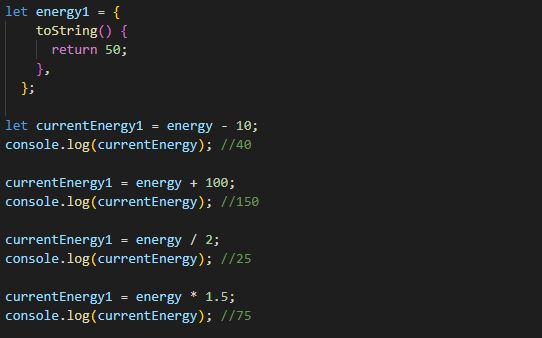 let energy1 = {
    toString() {
      return 50;
    },
  };
let currentEnergy1 = energy - 10;
console.log(currentEnergy); //40
currentEnergy1 = energy + 100;
console.log(currentEnergy); //150
currentEnergy1 = energy / 2;
console.log(currentEnergy); //25
currentEnergy1 = energy * 1.5;
console.log(currentEnergy); //75